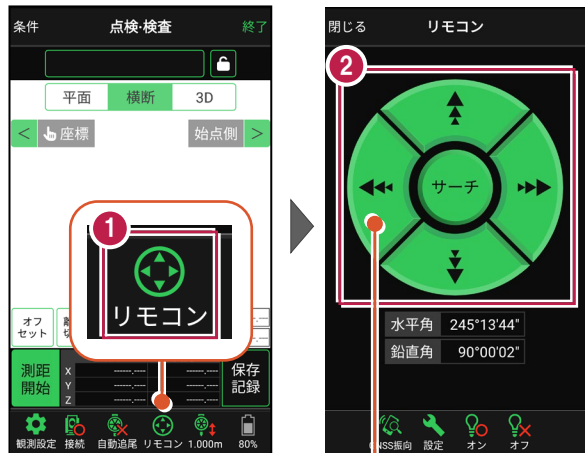 条件 点検・検査 終了
平面 横断 3D
< 座標 始点側 >
1
リモコン
オフ
セット
測距
開始
X -----.--- -----.---
Y -----.--- -----.---
Z -----.--- -----.---
保存
記録
観測設定 接続 自動追尾 リモコン 1.000m 80%
閉じる リモコン
2
サーチ
水平角 245°13'44"
鉛直角 90°00'02"
GNSS振向 設定 オン オフ